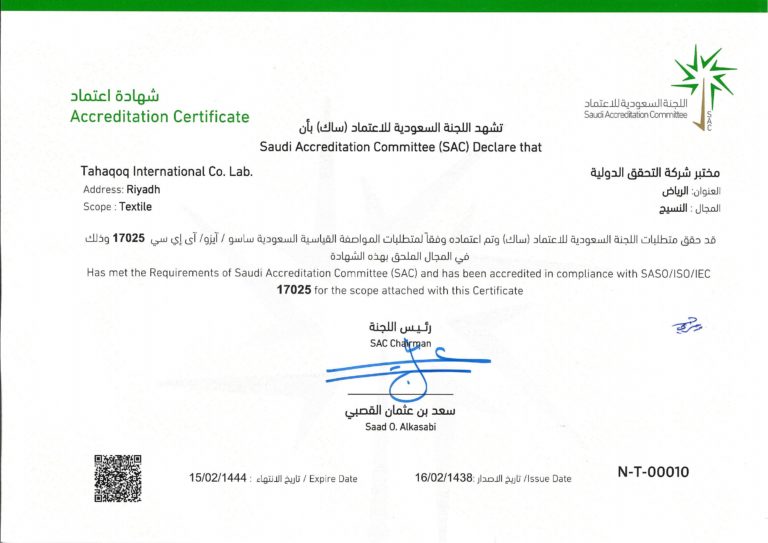 شهادة اعتماد
Accreditation Certificate
اللجنة السعودية للاعتماد
Saudi Accreditation Committee
SAC
تشهد اللجنة السعودية للاعتماد (ساك) بأن
Saudi Accreditation Committee (SAC) Declare that
Tahaqoq International Co. Lab.
مختبر شركة التحقق الدولية
Address: Riyadh
العنوان: الرياض
Scope : Textile
المجال : النسيج
قد حقق متطلبات اللجنة السعودية للاعتماد (ساك) وتم اعتماده وفقاً لمتطلبات المواصفة القياسية السعودية ساسو / آيزو/ آى إي سي 17025 وذلك
في المجال الملحق بهذه الشهادة
Has met the Requirements of Saudi Accreditation Committee (SAC) and has been accredited in compliance with SASO/ISO/IEC
17025 for the scope attached with this Certificate
رئيس اللجنة
SAC Chairman
سعد بن عثمان القصبي
Saad O. Alkasabi
15/02/1444 : تاريخ الانتهاء / Expire Date
16/02/1438: تاريخ الاصدار /Issue Date
N-T-00010